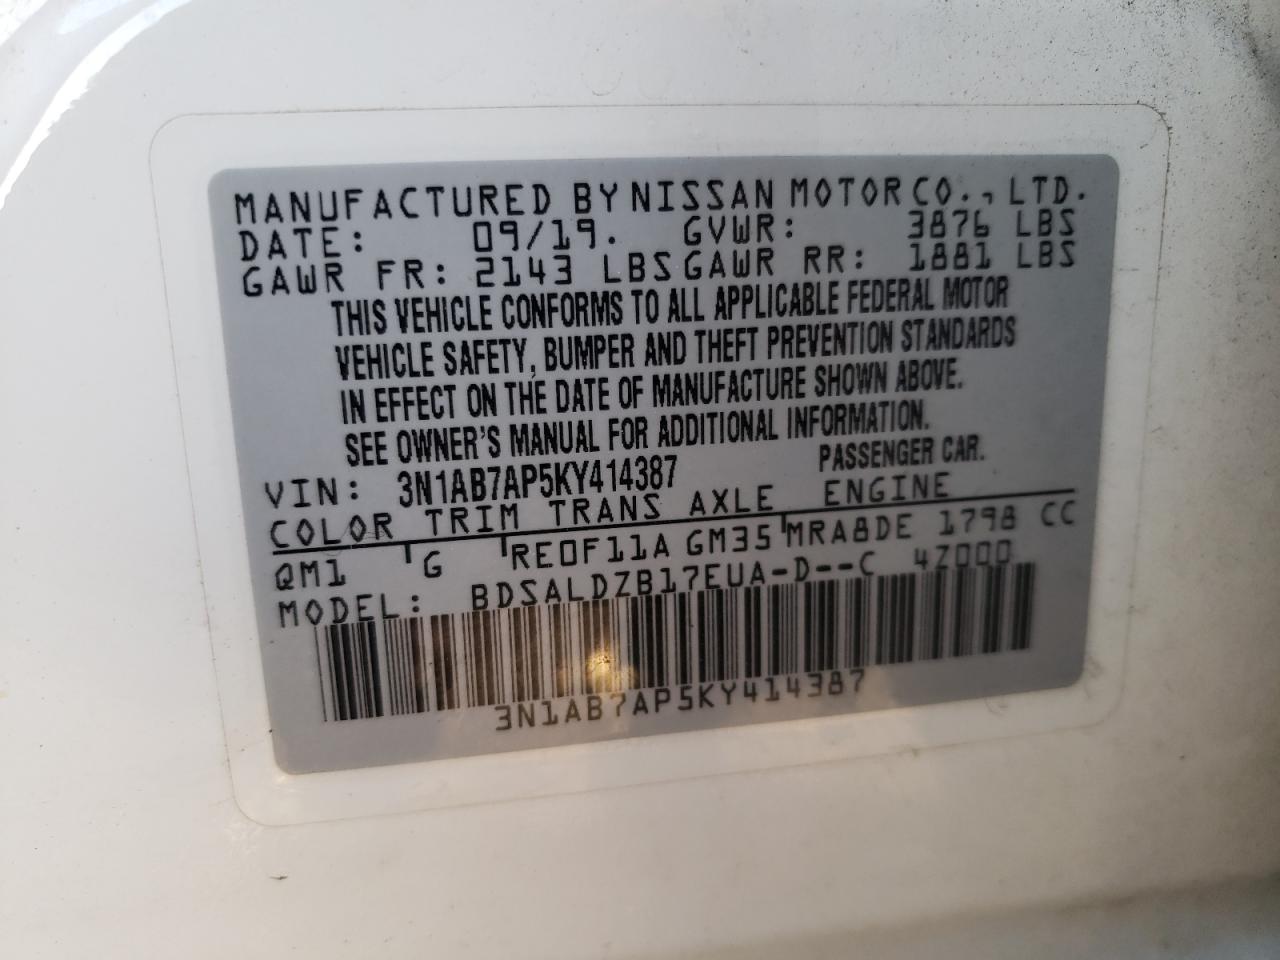 MANUFACTURED BY NISSAN MOTOR CO., LTD.
DATE: 09/19. GVWR: 3876 LBS
GAWR FR: 2143 LBS GAWR RR: 1881 LBS
THIS VEHICLE CONFORMS TO ALL APPLICABLE FEDERAL MOTOR
VEHICLE SAFETY, BUMPER AND THEFT PREVENTION STANDARDS
IN EFFECT ON THE DATE OF MANUFACTURE SHOWN ABOVE.
SEE OWNER'S MANUAL FOR ADDITIONAL INFORMATION.
VIN: 3N1AB7AP5KY414387 PASSENGER CAR.
COLOR TRIM TRANS AXLE ENGINE
QM1 G RE0F11A GM35 MRA8DE 1798 CC
MODEL: BDSALDZB17EUA-D--C 4Z000
3N1AB7AP5KY414387